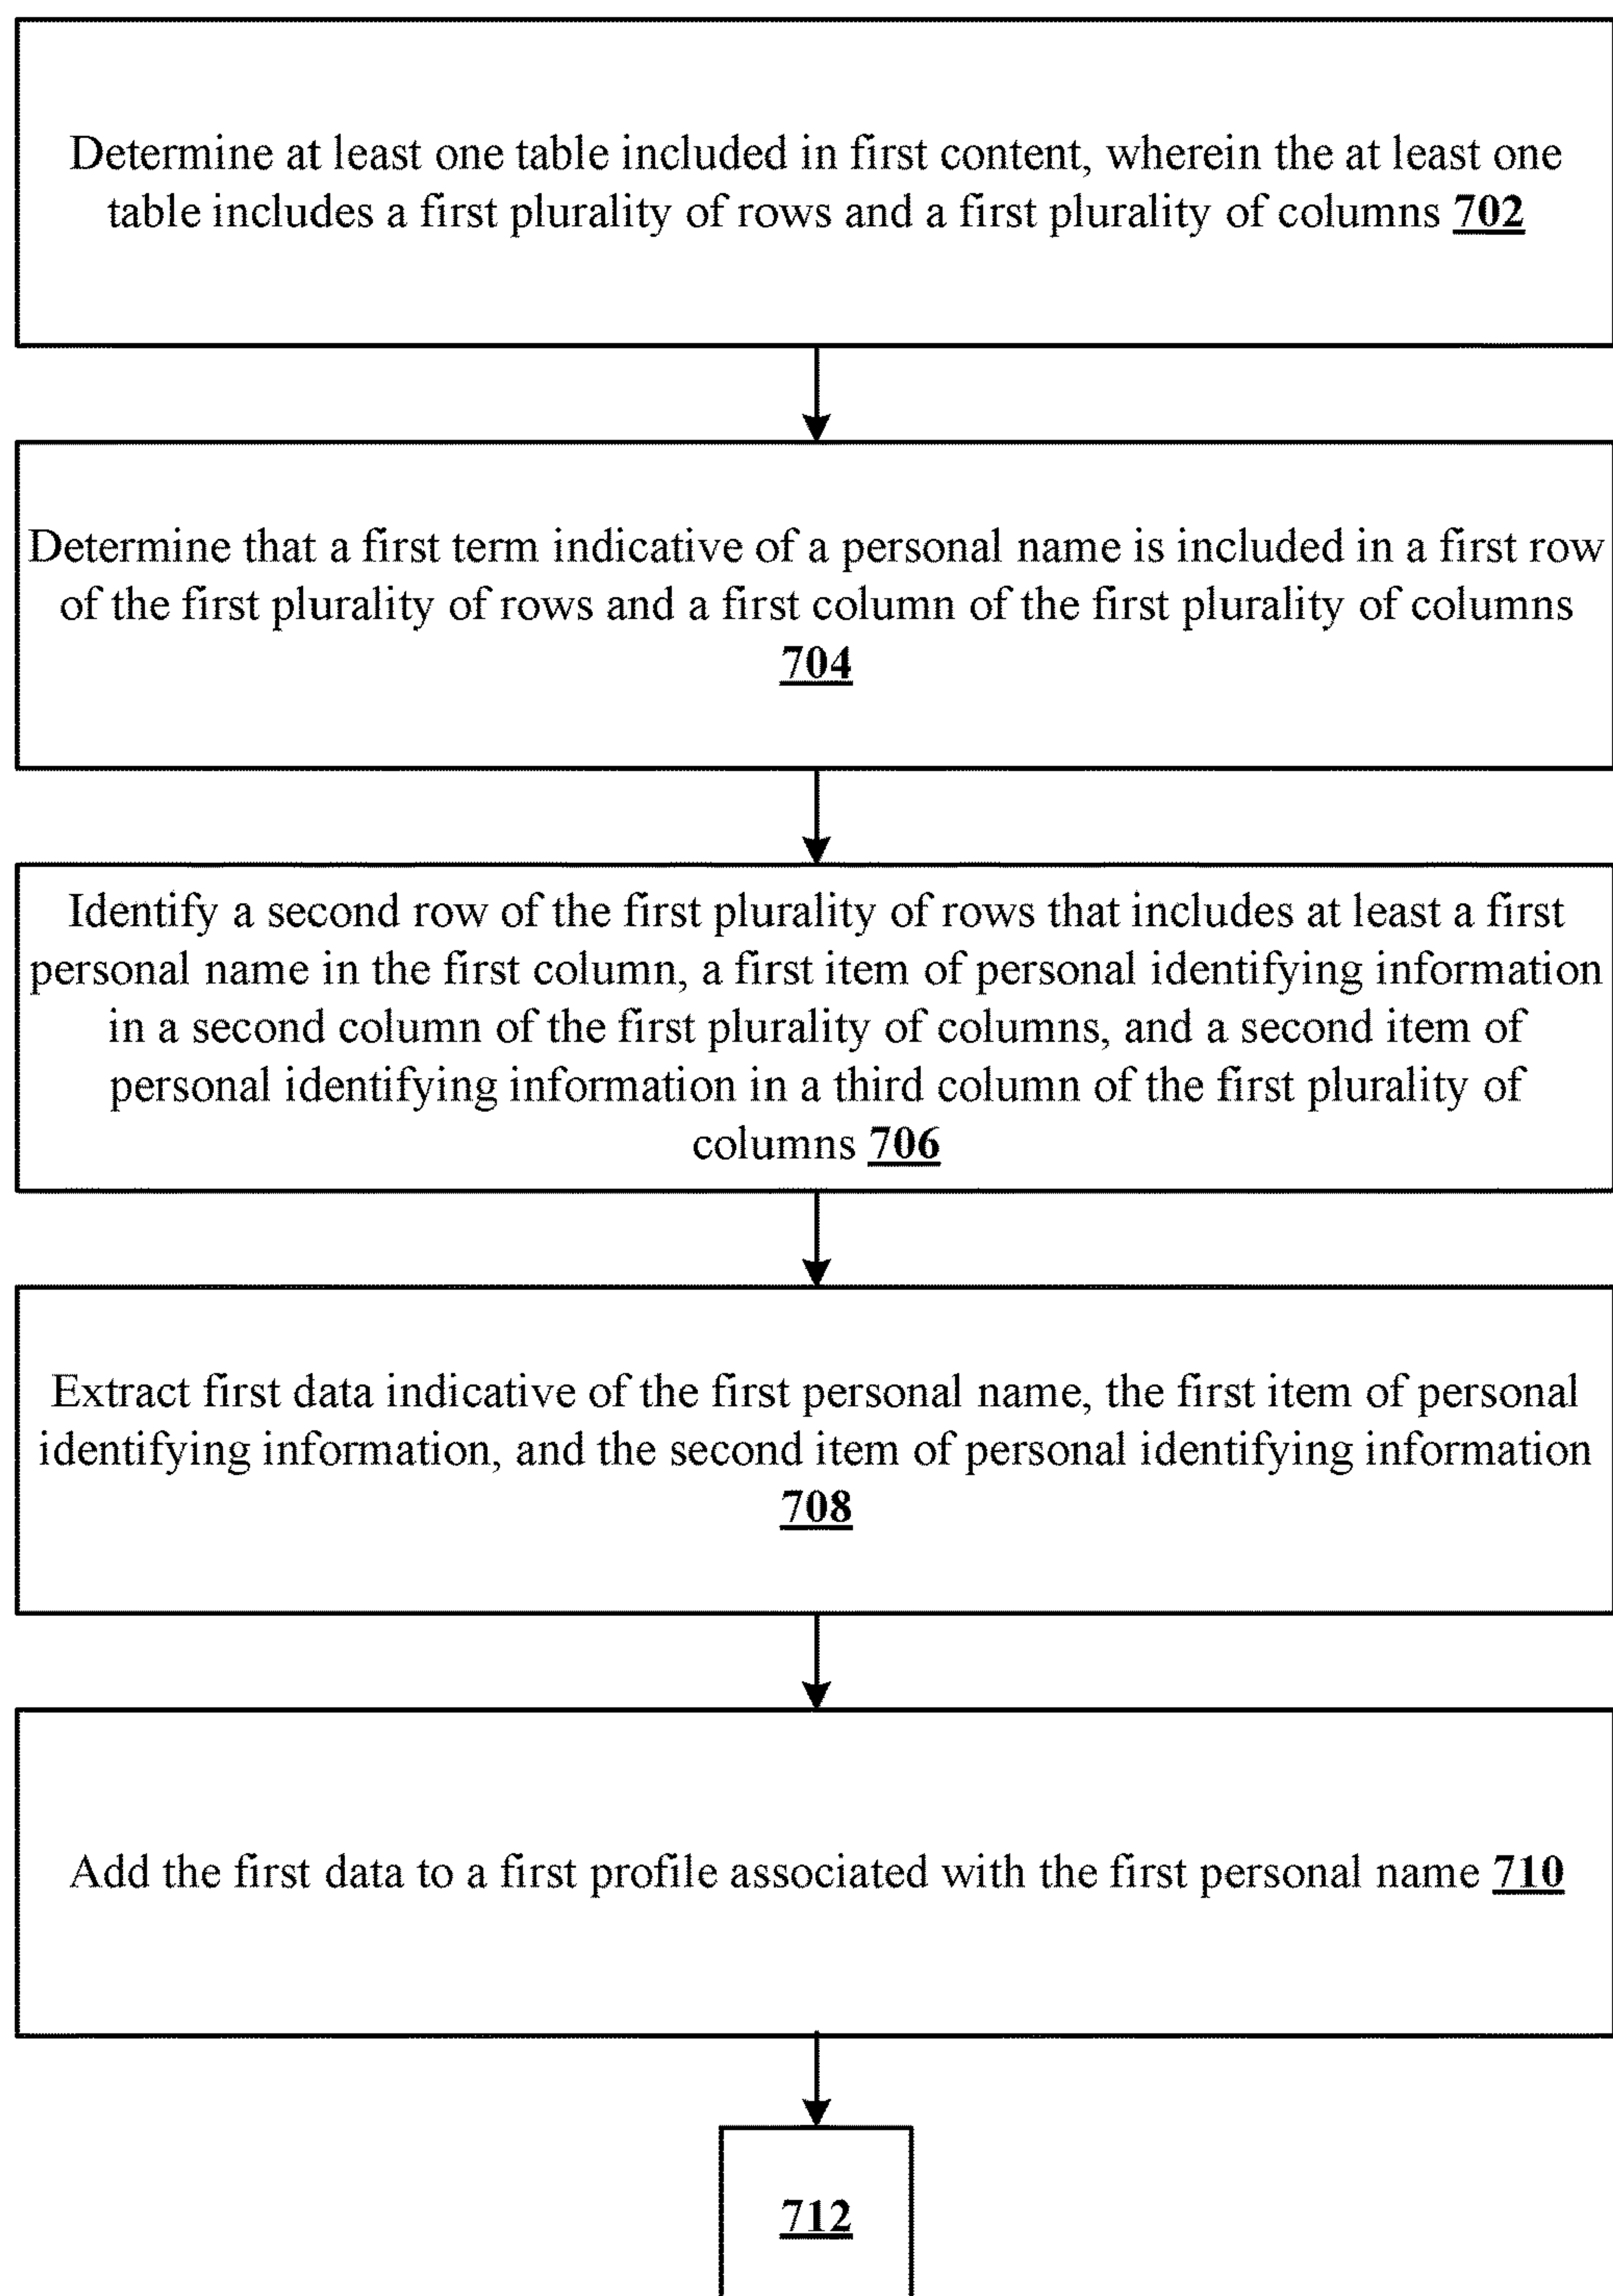 Determine at least one table included in first content, wherein the at least one
table includes a first plurality of rows and a first plurality of columns 702
Determine that a first term indicative of a personal name is included in a first row
of the first plurality of rows and a first column of the first plurality of columns
704
Identify a second row of the first plurality of rows that includes at least a first
personal name in the first column, a first item of personal identifying information
in a second column of the first plurality of columns, and a second item of
personal identifying information in a third column of the first plurality of
columns 706
Extract first data indicative of the first personal name, the first item of personal
identifying information, and the second item of personal identifying information
708
Add the first data to a first profile associated with the first personal name 710
712